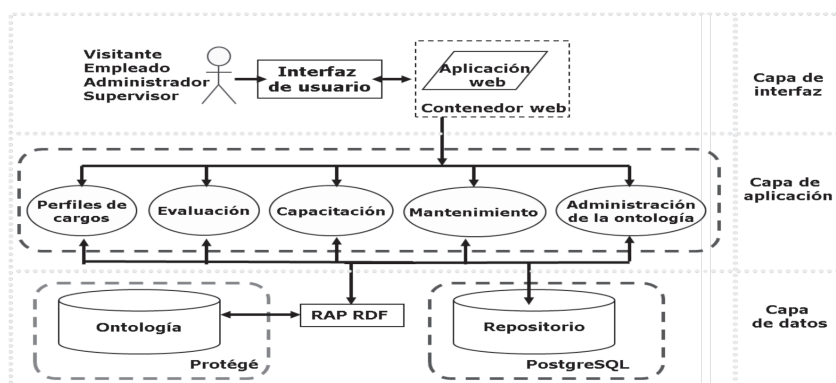 Visitante
Empleado
Administrador
Supervisor
Interfaz
de usuario
Aplicación
web
Contenedor web
Capa de
interfaz
Perfiles de
cargos
Evaluación
Capacitación
Mantenimiento
Administración
de la ontología
Capa de
aplicación
Ontología
Protégé
RAP RDF
Repositorio
PostgreSQL
Capa
de datos